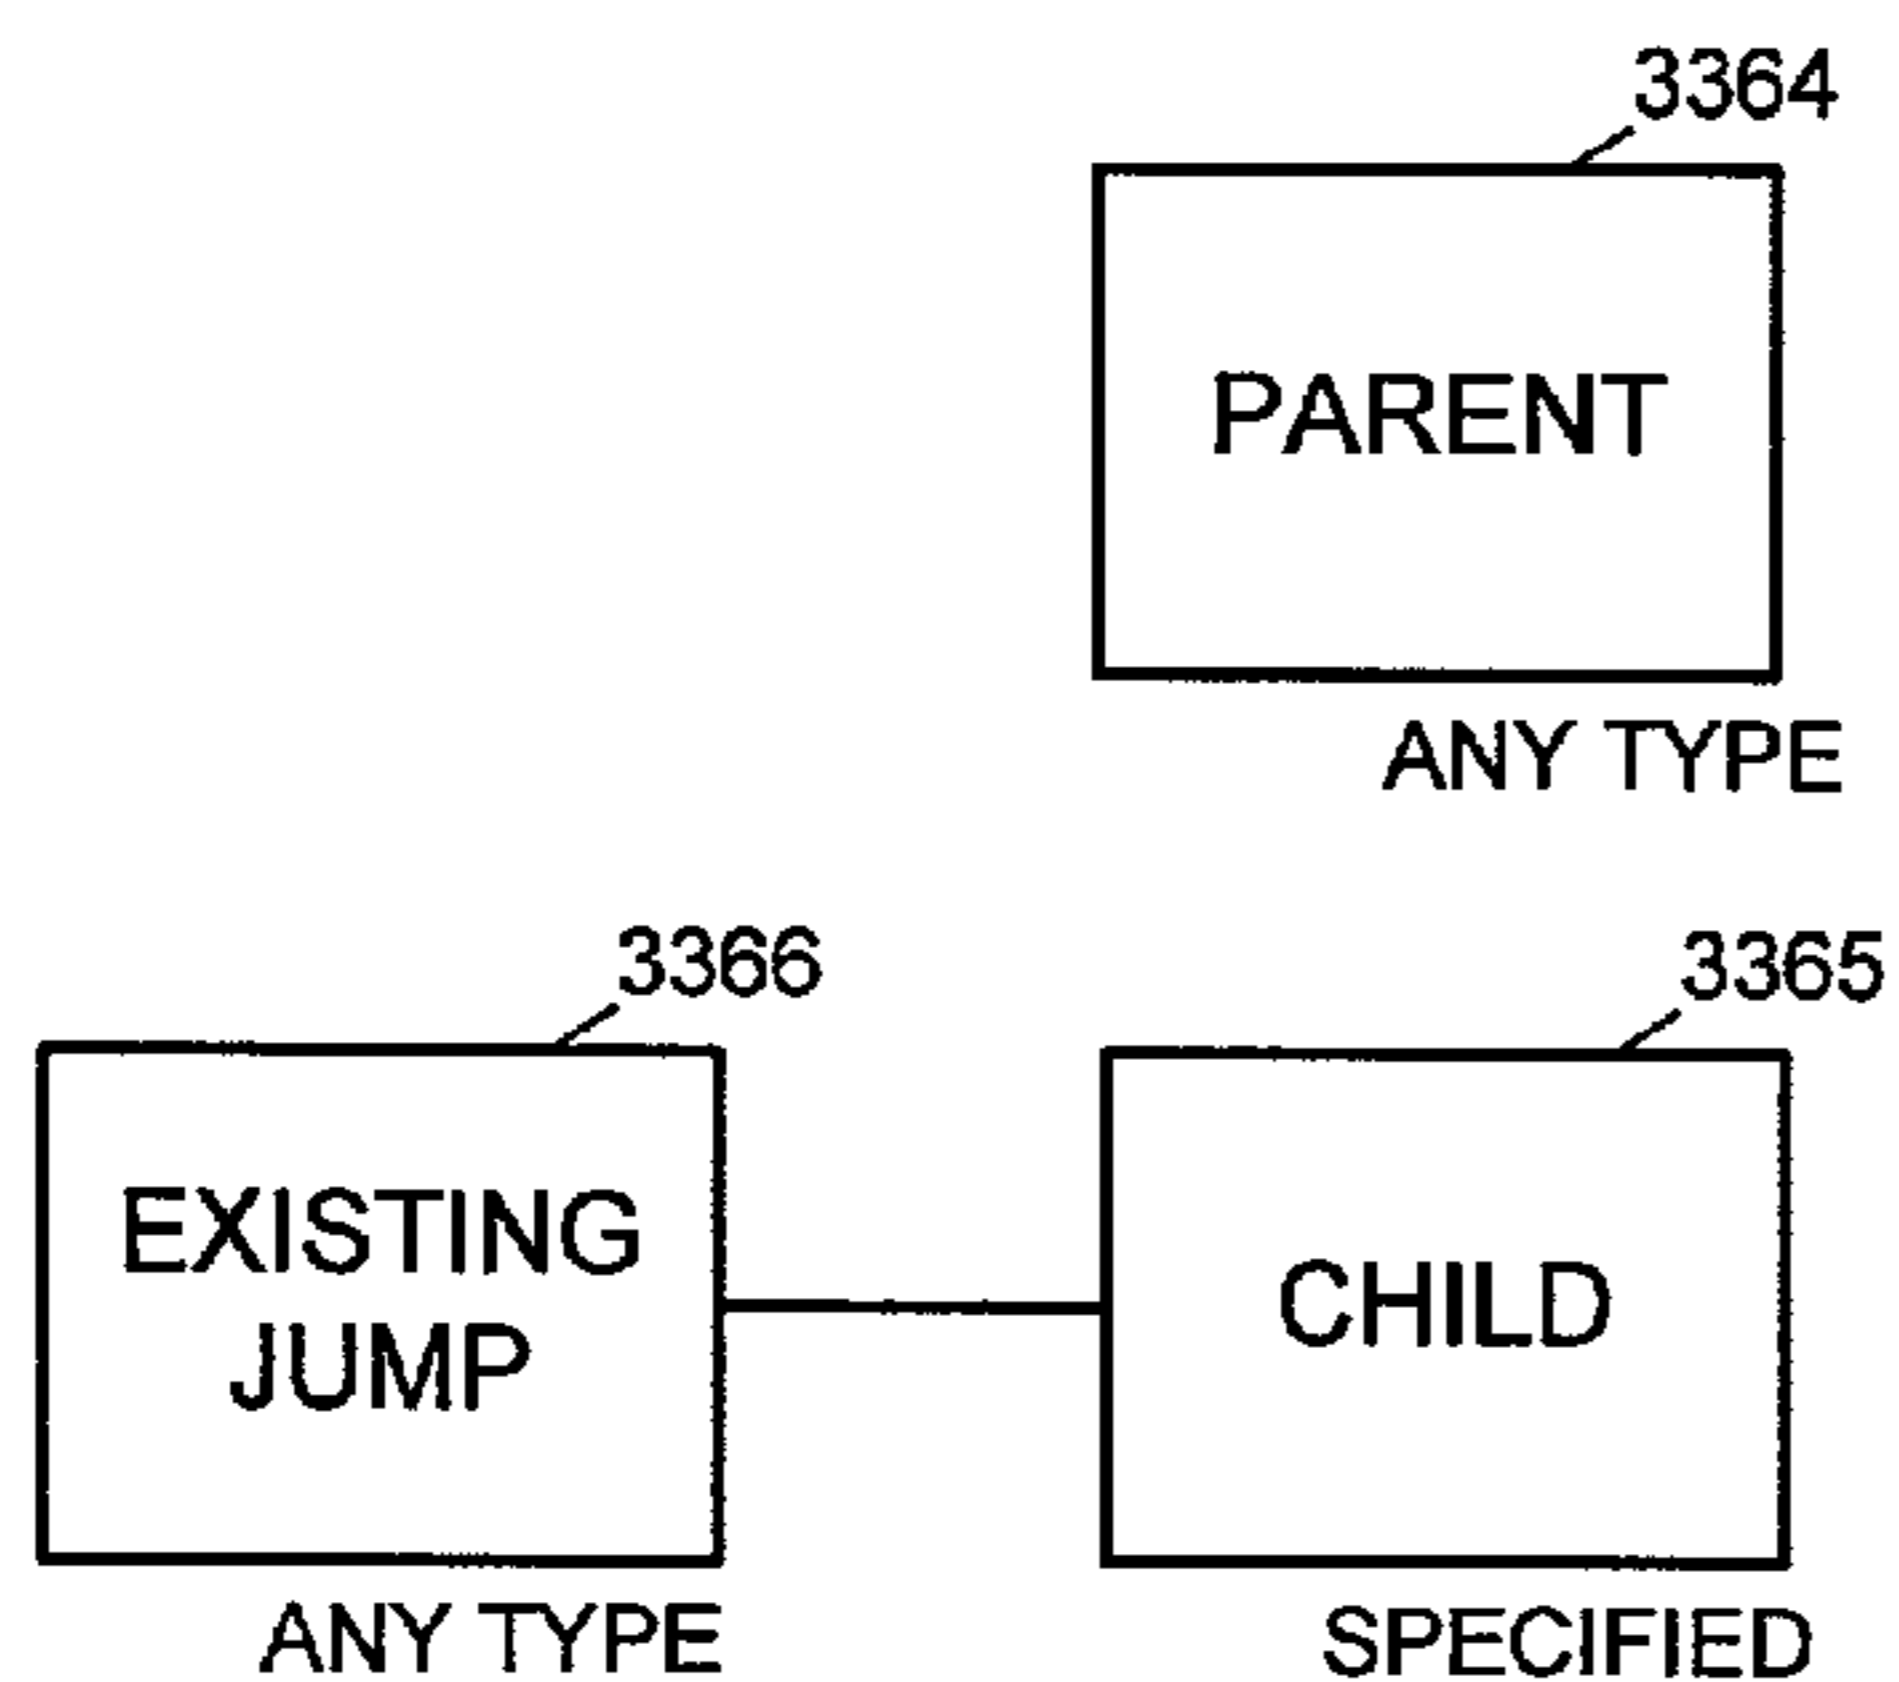 3364
PARENT
ANY TYPE
3366
EXISTING
JUMP
ANY TYPE
3365
CHILD
SPECIFIED